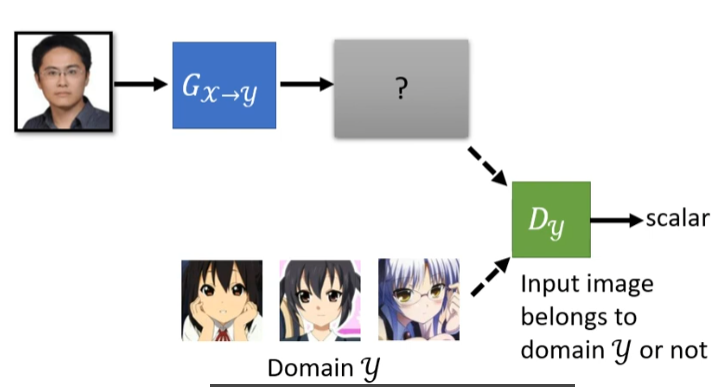 G𝒳→𝒴
?
D𝒴
scalar
Input image
belongs to
domain 𝒴 or not
Domain 𝒴